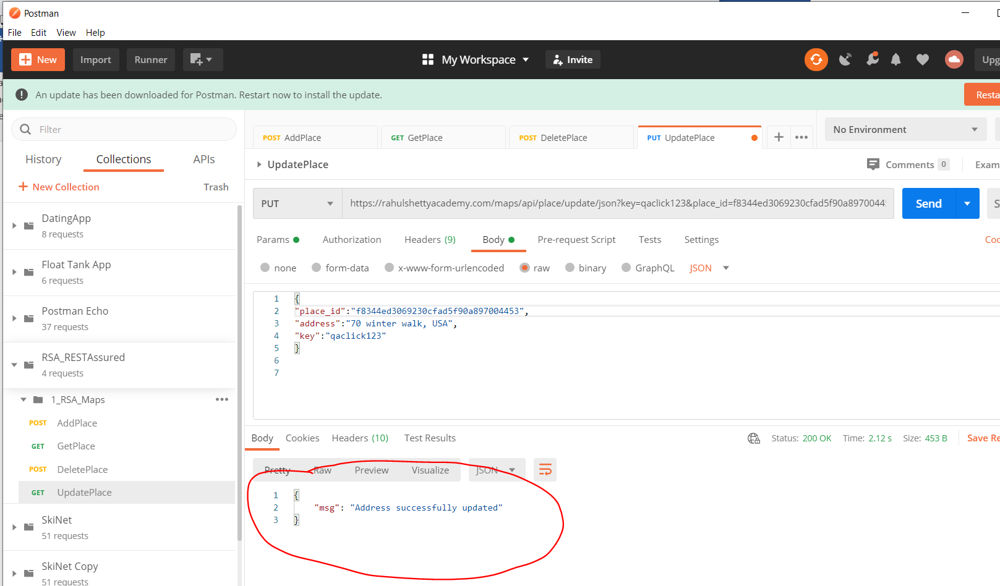 Postman
File Edit View Help
New Import Runner My Workspace Invite Upg
An update has been downloaded for Postman. Restart now to install the update. Resta
Filter
History Collections APIs
New Collection Trash
DatingApp
8 requests
Float Tank App
6 requests
Postman Echo
37 requests
RSA_RESTAssured
4 requests
1_RSA_Maps
POST AddPlace
GET GetPlace
POST DeletePlace
GET UpdatePlace
SkiNet
51 requests
SkiNet Copy
51 requests
POST AddPlace GET GetPlace POST DeletePlace PUT UpdatePlace No Environment
UpdatePlace Comments 0 Exam
PUT https://rahulshettyacademy.com/maps/api/place/update/json?key=qaclick123&place_id=f8344ed3069230cfad5f90a89700445 Send S
Params Authorization Headers (9) Body Pre-request Script Tests Settings Coo
none form-data x-www-form-urlencoded raw binary GraphQL JSON
1 {
2 "place_id":"f8344ed3069230cfad5f90a897004453",
3 "address":"70 winter walk, USA",
4 "key":"qaclick123"
5 }
6
7
Body Cookies Headers (10) Test Results Status: 200 OK Time: 2.12 s Size: 453 B Save Re
Pretty Raw Preview Visualize JSON
1 {
2 "msg": "Address successfully updated"
3 }